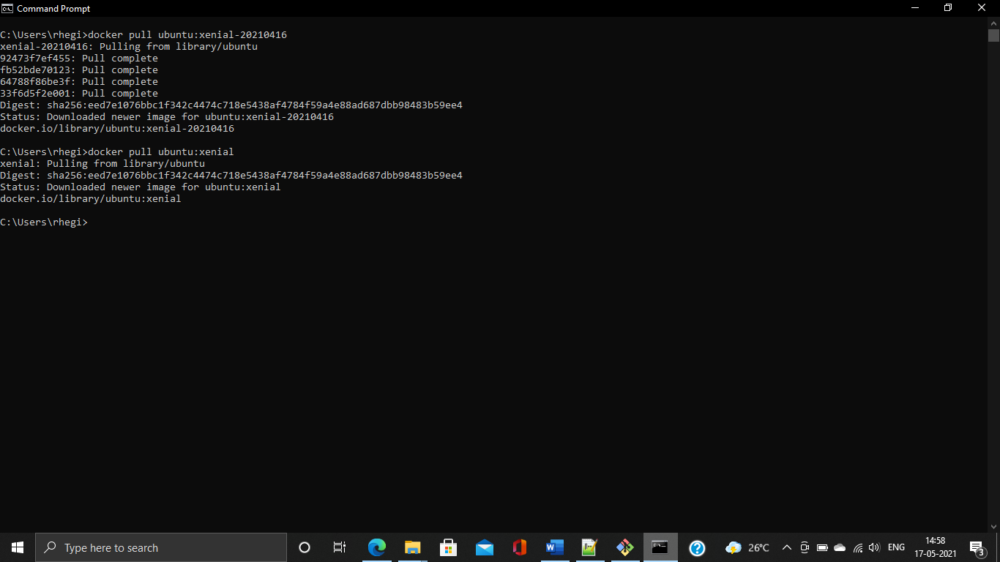 Command Prompt
C:\Users\rhegi>docker pull ubuntu:xenial-20210416
xenial-20210416: Pulling from library/ubuntu
92473f7ef455: Pull complete
fb52bde70123: Pull complete
64788f86be3f: Pull complete
33f6d5f2e001: Pull complete
Digest: sha256:eed7e1076bbc1f342c4474c718e5438af4784f59a4e88ad687dbb98483b59ee4
Status: Downloaded newer image for ubuntu:xenial-20210416
docker.io/library/ubuntu:xenial-20210416
C:\Users\rhegi>docker pull ubuntu:xenial
xenial: Pulling from library/ubuntu
Digest: sha256:eed7e1076bbc1f342c4474c718e5438af4784f59a4e88ad687dbb98483b59ee4
Status: Downloaded newer image for ubuntu:xenial
docker.io/library/ubuntu:xenial
C:\Users\rhegi>
Type here to search
26°C
ENG
14:58
17-05-2021
3